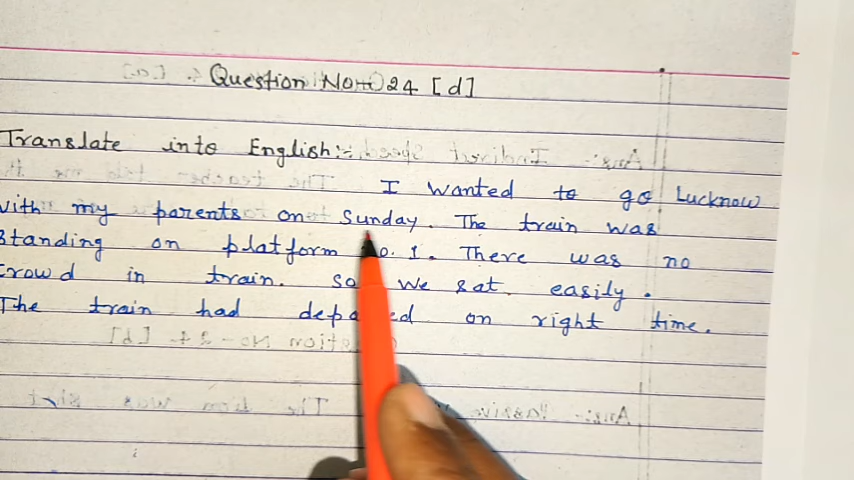 Question No- 24 [d]
Translate into English:-
I wanted to go Lucknow
with my parents on Sunday. The train was
standing on platform no. 1. There was no
crowd in train. so we sat easily.
The train had departed on right time.